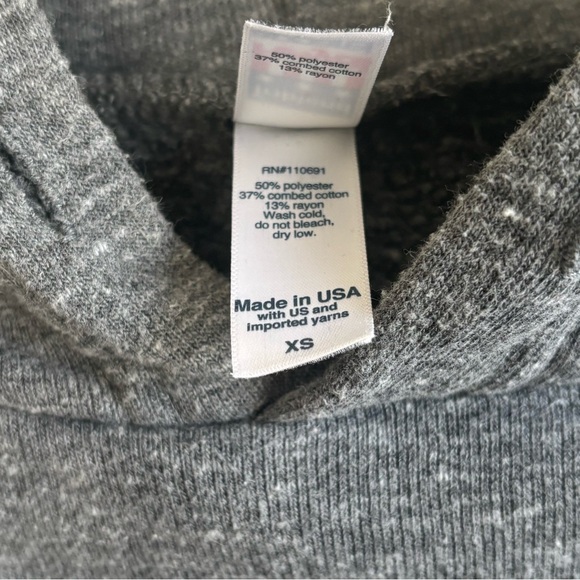 50% polyester
37% combed cotton
13% rayon
RN#110691
50% polyester
37% combed cotton
13% rayon
Wash cold,
do not bleach,
dry low.
Made in USA
with US and
imported yarns
XS